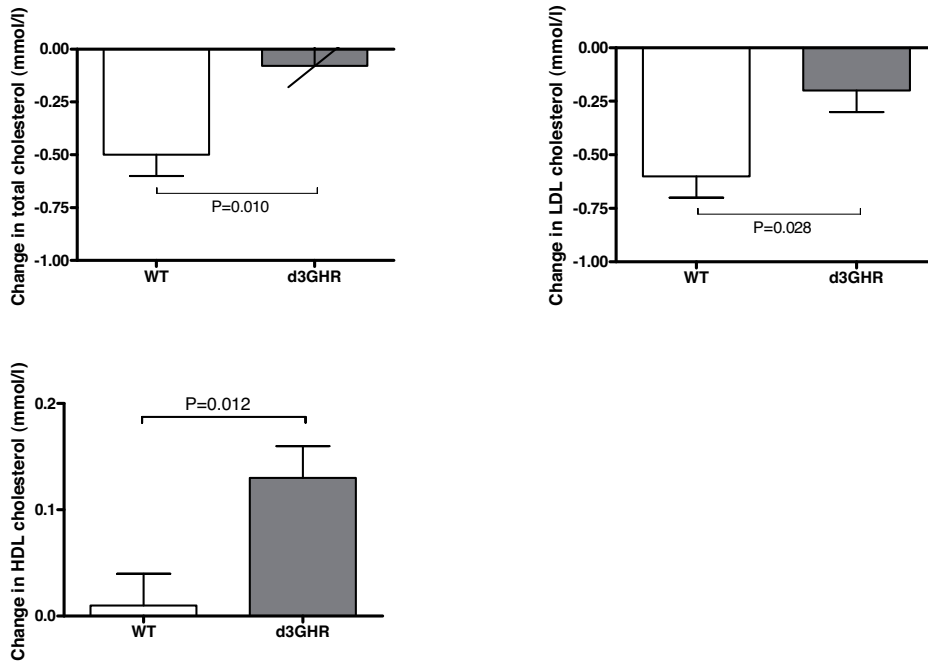 Change in total cholesterol (mmol/l)
0.00
-0.25
-0.50
-0.75
-1.00
P=0.010
WT d3GHR
Change in LDL cholesterol (mmol/l)
0.00
-0.25
-0.50
-0.75
-1.00
P=0.028
WT d3GHR
Change in HDL cholesterol (mmol/l)
0.2
0.1
0.0
P=0.012
WT d3GHR